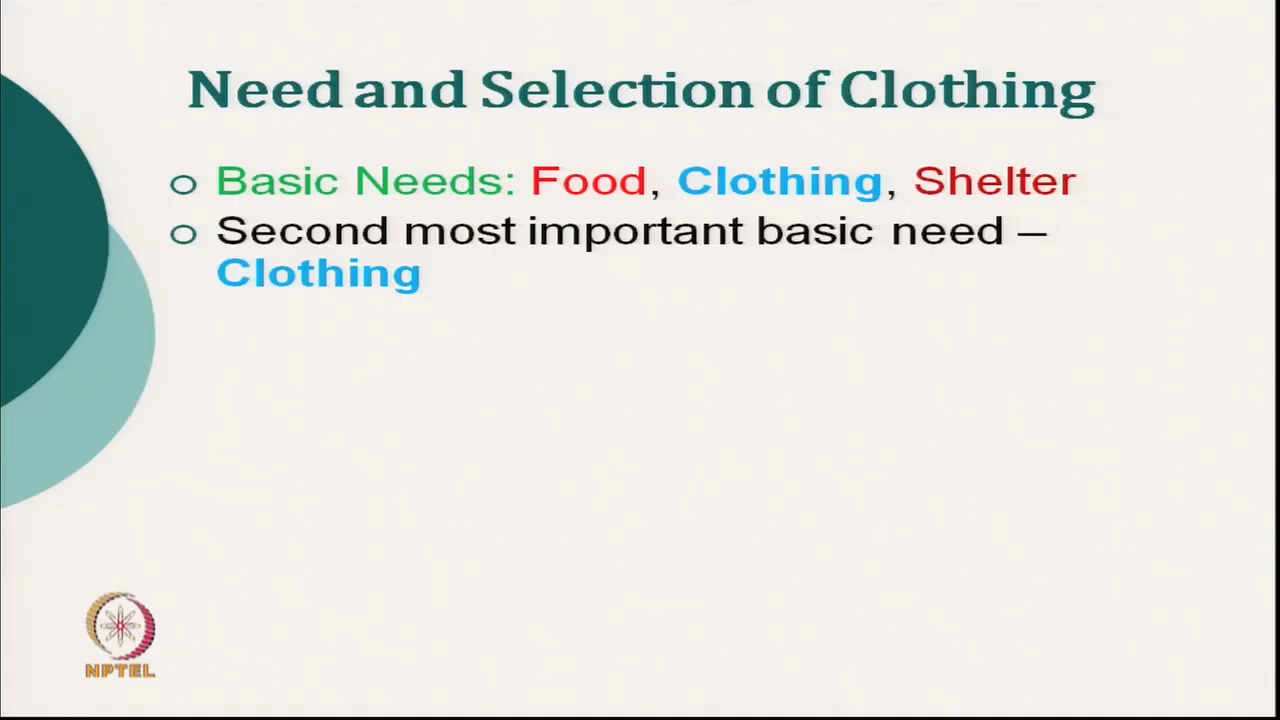 Need and Selection of Clothing
Basic Needs: Food, Clothing, Shelter
Second most important basic need –
Clothing
NPTEL